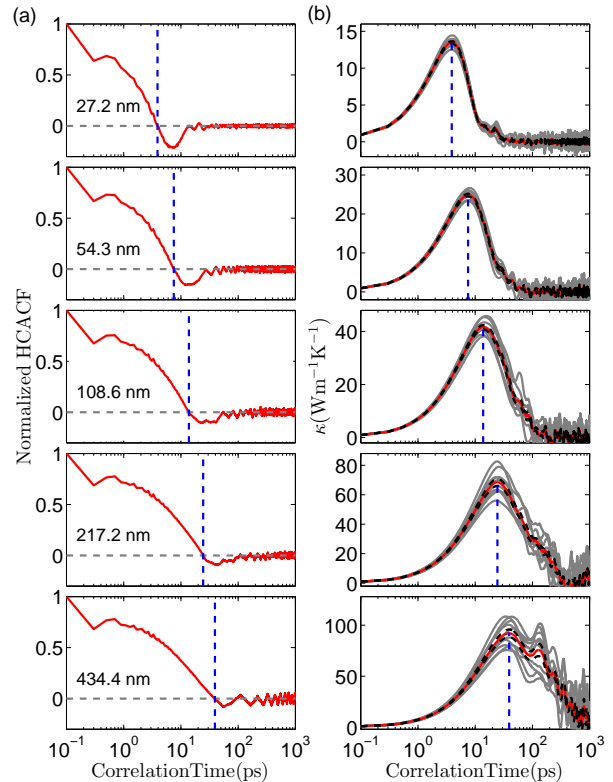 (a)
(b)
Normalized HCACF
1
0.5
0
27.2 nm
1
0.5
0
54.3 nm
1
0.5
0
108.6 nm
1
0.5
0
217.2 nm
1
0.5
0
434.4 nm
10⁻¹ 10⁰ 10¹ 10² 10³
CorrelationTime(ps)
κ(Wm⁻¹K⁻¹)
15
10
5
0
30
20
10
0
40
20
0
80
60
40
20
0
100
50
0
10⁻¹ 10⁰ 10¹ 10² 10³
CorrelationTime(ps)